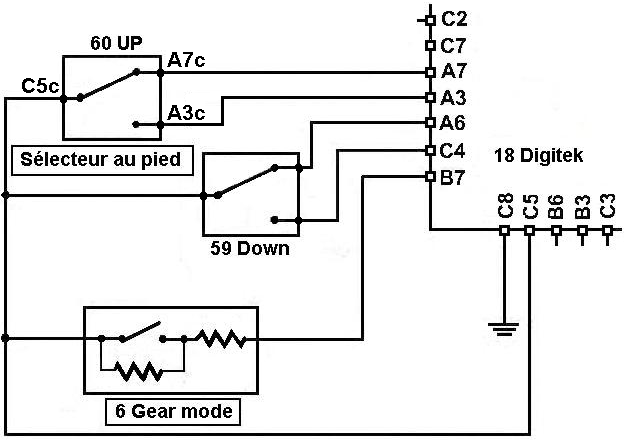 C2
60 UP
C7
A7c
A7
C5c
A3
A3c
A6
Sélecteur au pied
C4
18 Digitek
B7
C8
C5
B6
B3
C3
59 Down
6 Gear mode